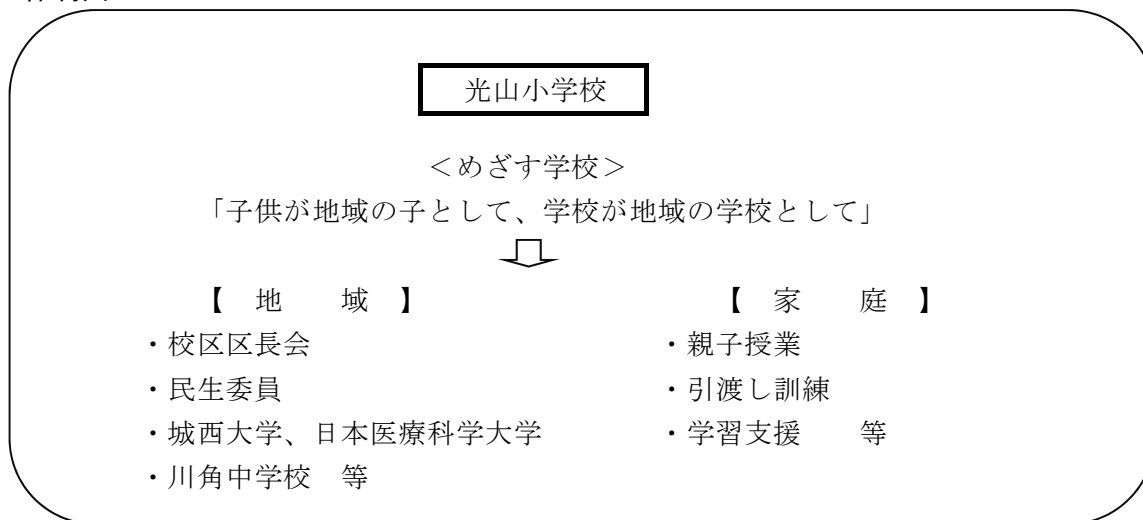 光山小学校
＜めざす学校＞
「子供が地域の子として、学校が地域の学校として」
【　地　　域　】
・校区区長会
・民生委員
・城西大学、日本医療科学大学
・川角中学校　等
【　家　　庭　】
・親子授業
・引渡し訓練
・学習支援　　等